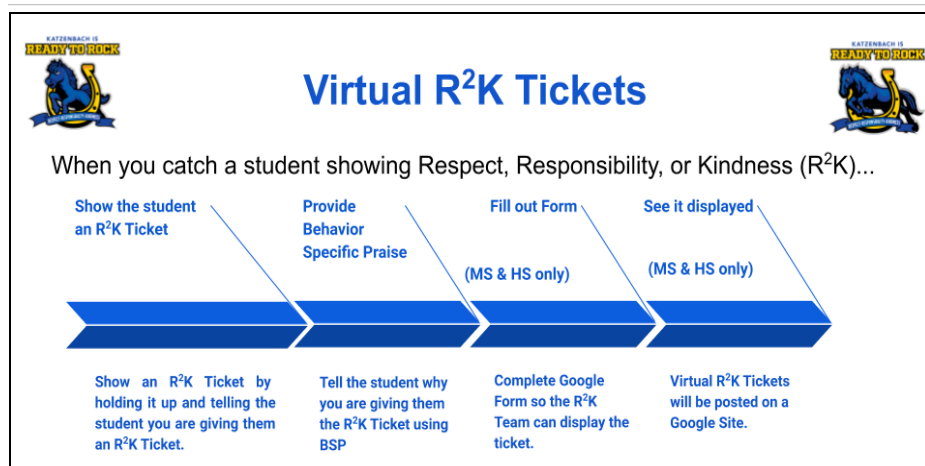 KATZENBACH IS
READY TO ROCK
KATZENBACH IS
READY TO ROCK
Virtual R²K Tickets
When you catch a student showing Respect, Responsibility, or Kindness (R²K)...
Show the student
an R²K Ticket
Provide
Behavior
Specific Praise
Fill out Form
(MS & HS only)
See it displayed
(MS & HS only)
Show an R²K Ticket by
holding it up and telling the
student you are giving them
an R²K Ticket.
Tell the student why
you are giving them
the R²K Ticket using
BSP
Complete Google
Form so the R²K
Team can display the
ticket.
Virtual R²K Tickets
will be posted on a
Google Site.